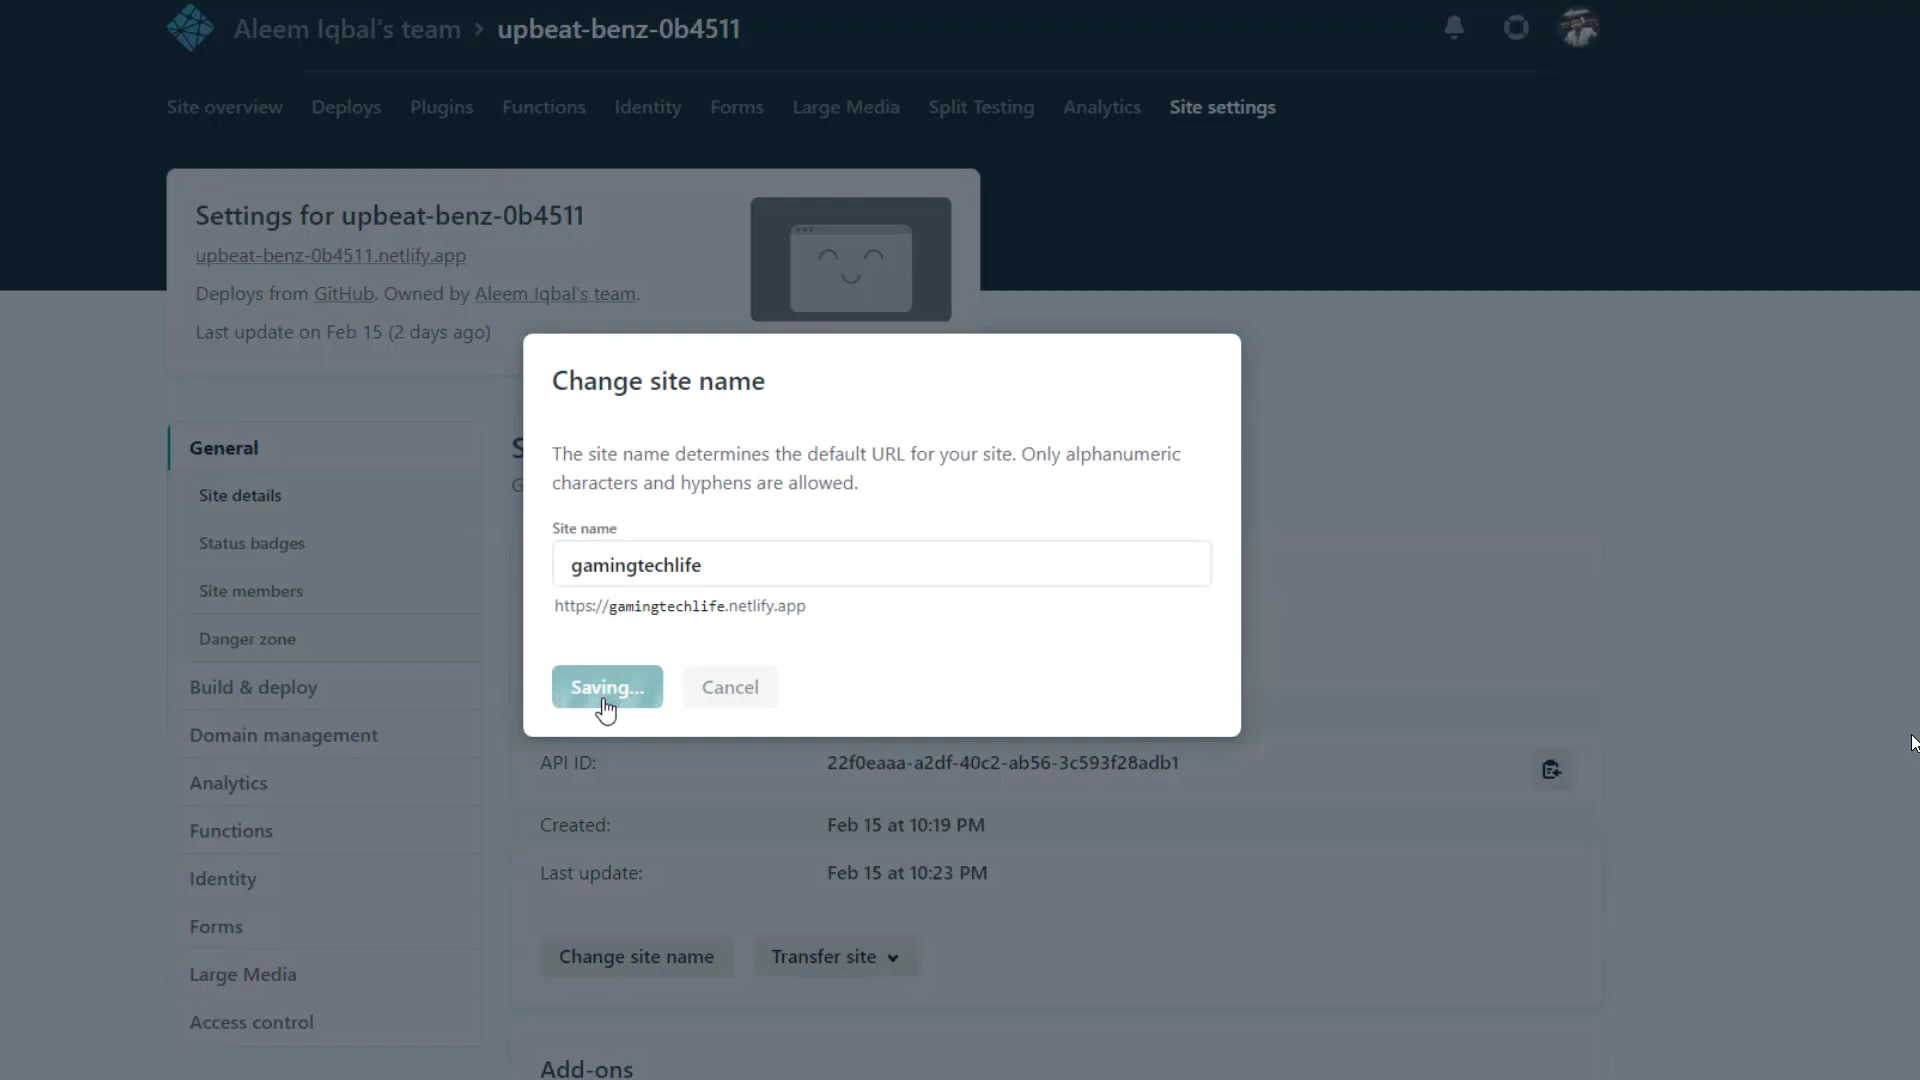 Aleem Iqbal's team > upbeat-benz-0b4511
Site overview Deploys Plugins Functions Identity Forms Large Media Split Testing Analytics Site settings
Settings for upbeat-benz-0b4511
upbeat-benz-0b4511.netlify.app
Deploys from GitHub. Owned by Aleem Iqbal's team.
Last update on Feb 15 (2 days ago)
Change site name
The site name determines the default URL for your site. Only alphanumeric
characters and hyphens are allowed.
Site name
gamingtechlife
https://gamingtechlife.netlify.app
Saving... Cancel
General
Site details
Status badges
Site members
Danger zone
Build & deploy
Domain management
Analytics
Functions
Identity
Forms
Large Media
Access control
API ID: 22f0eaaa-a2df-40c2-ab56-3c593f28adb1
Created: Feb 15 at 10:19 PM
Last update: Feb 15 at 10:23 PM
Change site name Transfer site
Add-ons